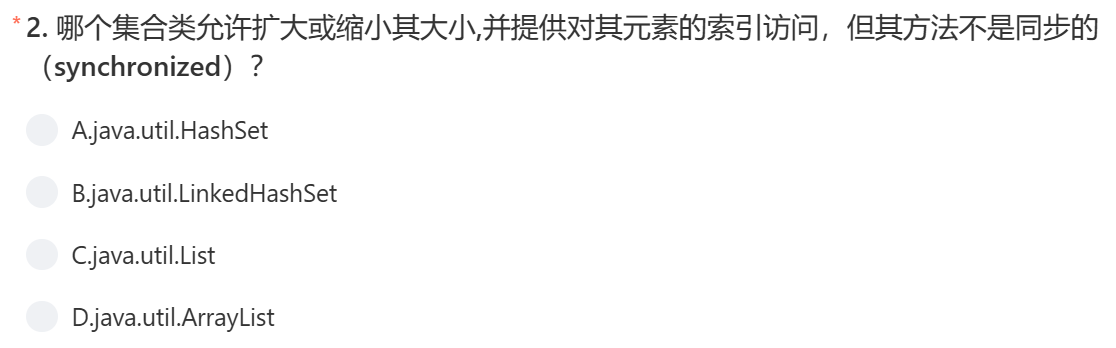 * 2. 哪个集合类允许扩大或缩小其大小,并提供对其元素的索引访问，但其方法不是同步的
（synchronized）？
A.java.util.HashSet
B.java.util.LinkedHashSet
C.java.util.List
D.java.util.ArrayList